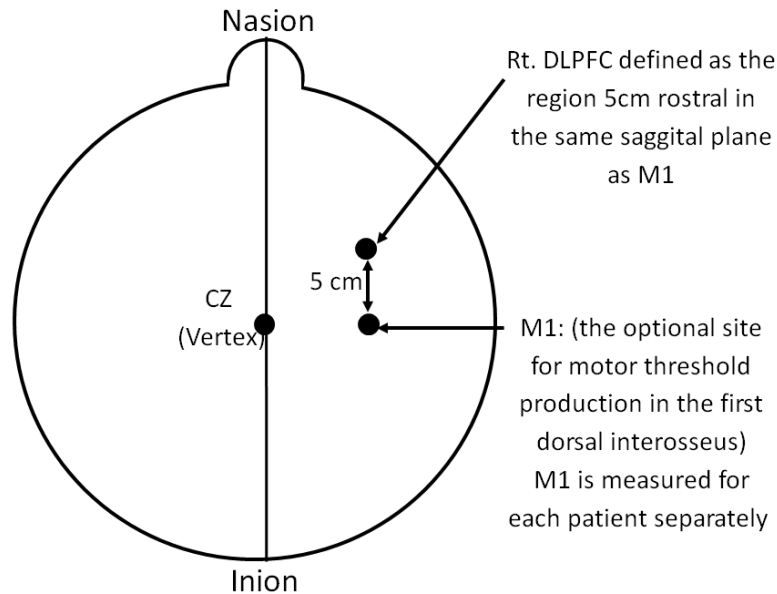 Nasion
Rt. DLPFC defined as the
region 5cm rostral in
the same saggital plane
as M1
5 cm
CZ
(Vertex)
M1: (the optional site
for motor threshold
production in the first
dorsal interosseus)
M1 is measured for
each patient separately
Inion